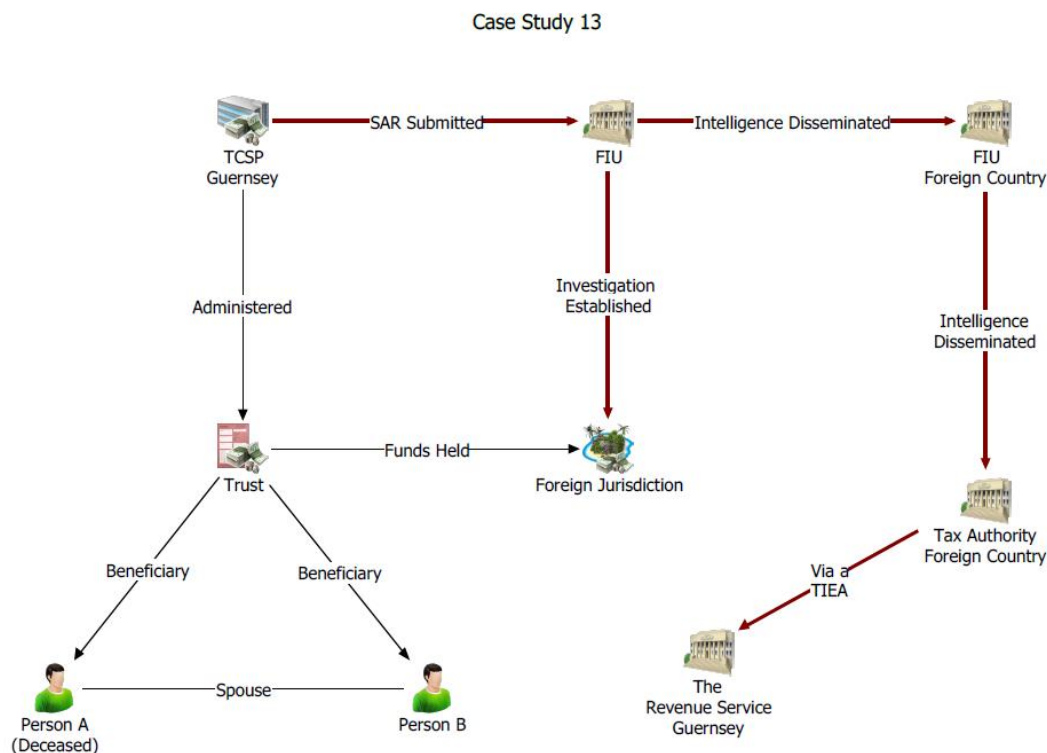 Case Study 13
SAR Submitted
Intelligence Disseminated
TCSP
Guernsey
FIU
FIU
Foreign Country
Administered
Investigation
Established
Intelligence
Disseminated
Funds Held
Trust
Foreign Jurisdiction
Tax Authority
Foreign Country
Beneficiary
Beneficiary
Via a
TIEA
Spouse
The
Revenue Service
Guernsey
Person A
(Deceased)
Person B